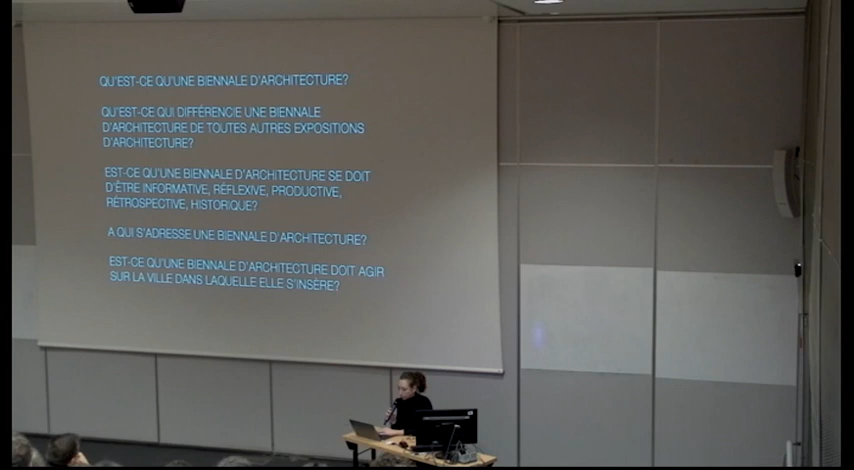 QU'EST-CE QU'UNE BIENNALE D'ARCHITECTURE?
QU'EST-CE QUI DIFFÉRENCIE UNE BIENNALE
D'ARCHITECTURE DE TOUTES AUTRES EXPOSITIONS
D'ARCHITECTURE?
EST-CE QU'UNE BIENNALE D'ARCHITECTURE SE DOIT
D'ÊTRE INFORMATIVE, RÉFLEXIVE, PRODUCTIVE,
RÉTROSPECTIVE, HISTORIQUE?
A QUI S'ADRESSE UNE BIENNALE D'ARCHITECTURE?
EST-CE QU'UNE BIENNALE D'ARCHITECTURE DOIT AGIR
SUR LA VILLE DANS LAQUELLE ELLE S'INSÈRE?